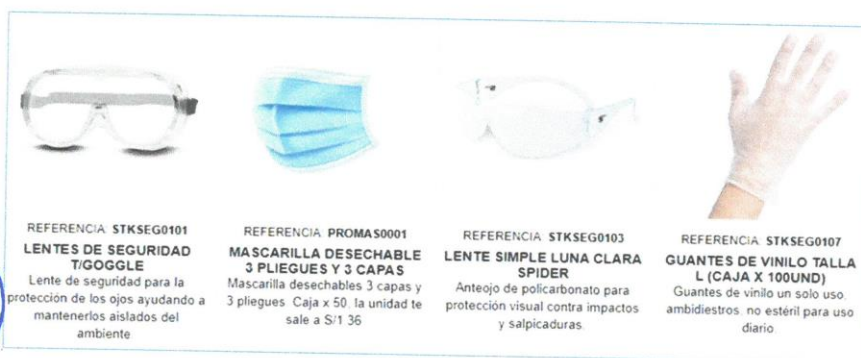 REFERENCIA STKSEG0101
LENTES DE SEGURIDAD
T/GOGGLE
Lente de seguridad para la
protección de los ojos ayudando a
mantenerlos aislados del
ambiente
REFERENCIA PROMAS0001
MASCARILLA DESECHABLE
3 PLIEGUES Y 3 CAPAS
Mascarilla desechables 3 capas y
3 pliegues Caja x 50 la unidad te
sale a S/1 36
REFERENCIA STKSEG0103
LENTE SIMPLE LUNA CLARA
SPIDER
Anteojo de policarbonato para
protección visual contra impactos
y salpicaduras
REFERENCIA STKSEG0107
GUANTES DE VINILO TALLA
L (CAJA X 100UND)
Guantes de vinilo un solo uso,
ambidiestros, no estéril para uso
diario